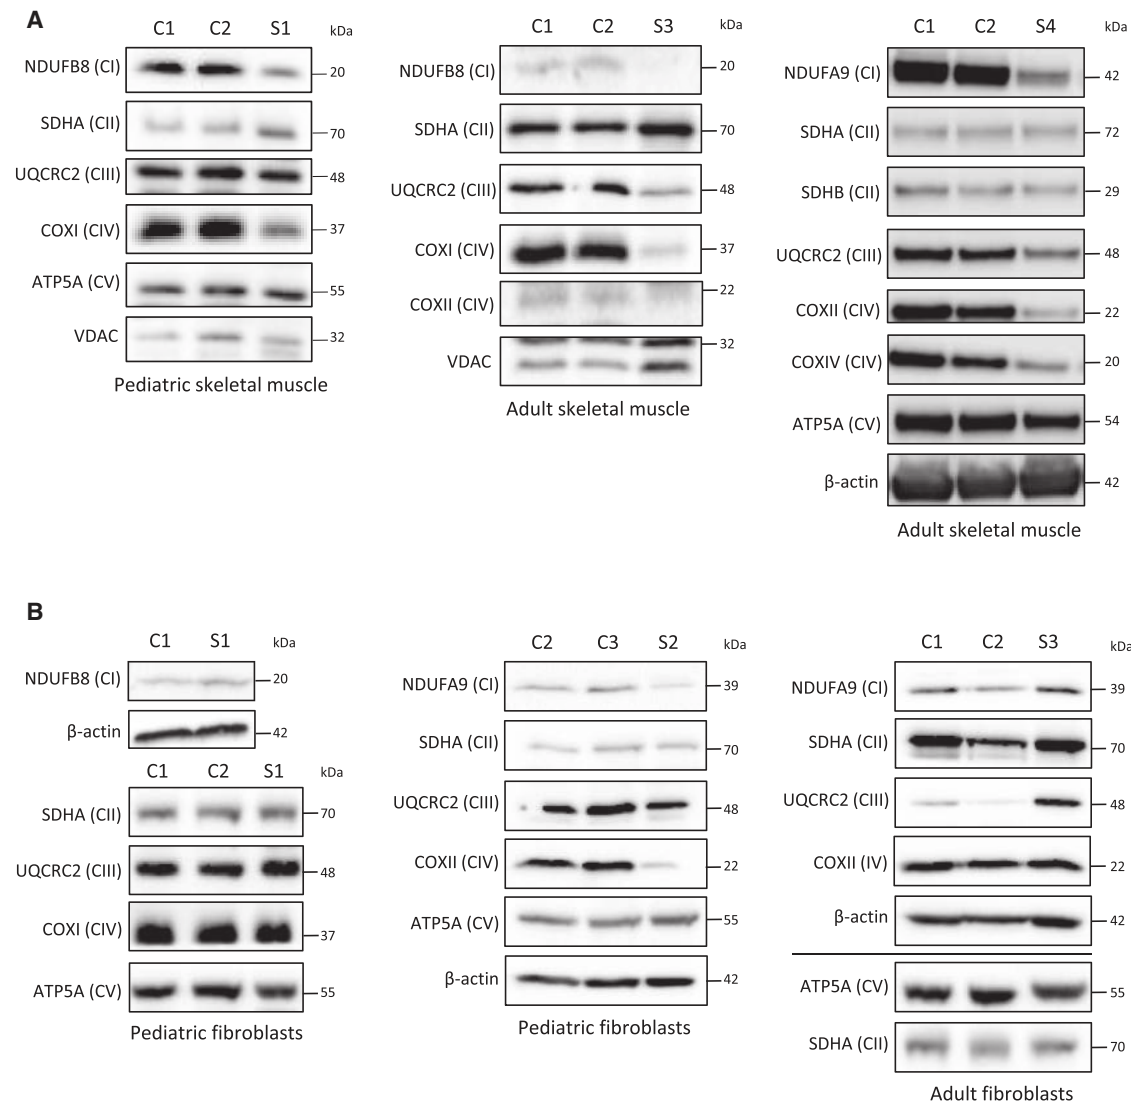 A
C1 C2 S1 kDa
NDUFB8 (CI) 20
SDHA (CII) 70
UQCRC2 (CIII) 48
COXI (CIV) 37
ATP5A (CV) 55
VDAC 32
Pediatric skeletal muscle
C1 C2 S3 kDa
NDUFB8 (CI) 20
SDHA (CII) 70
UQCRC2 (CIII) 48
COXI (CIV) 37
COXII (CIV) 22
VDAC 32
Adult skeletal muscle
C1 C2 S4 kDa
NDUFA9 (CI) 42
SDHA (CII) 72
SDHB (CII) 29
UQCRC2 (CIII) 48
COXII (CIV) 22
COXIV (CIV) 20
ATP5A (CV) 54
β-actin 42
Adult skeletal muscle
B
C1 S1 kDa
NDUFB8 (CI) 20
β-actin 42
C1 C2 S1 kDa
SDHA (CII) 70
UQCRC2 (CIII) 48
COXI (CIV) 37
ATP5A (CV) 55
Pediatric fibroblasts
C2 C3 S2 kDa
NDUFA9 (CI) 39
SDHA (CII) 70
UQCRC2 (CIII) 48
COXII (CIV) 22
ATP5A (CV) 55
β-actin 42
Pediatric fibroblasts
C1 C2 S3 kDa
NDUFA9 (CI) 39
SDHA (CII) 70
UQCRC2 (CIII) 48
COXII (IV) 22
β-actin 42
ATP5A (CV) 55
SDHA (CII) 70
Adult fibroblasts